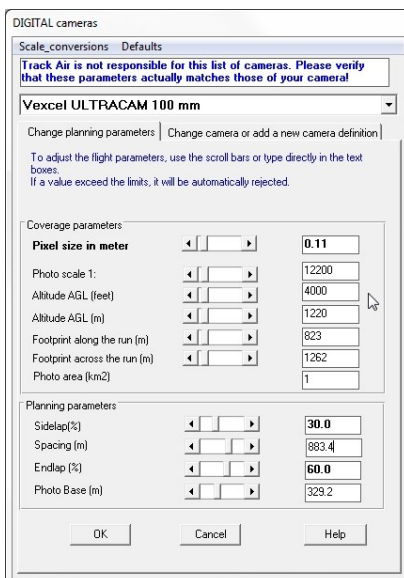 DIGITAL cameras
Scale_conversions Defaults
Track Air is not responsible for this list of cameras. Please verify
that these parameters actually matches those of your camera!
Vexcel ULTRACAM 100 mm
Change planning parameters Change camera or add a new camera definition
To adjust the flight parameters, use the scroll bars or type directly in the text
boxes.
If a value exceed the limits, it will be automatically rejected.
Coverage parameters
Pixel size in meter 0.11
Photo scale 1: 12200
Altitude AGL (feet) 4000
Altitude AGL (m) 1220
Footprint along the run (m) 823
Footprint across the run (m) 1262
Photo area (km2) 1
Planning parameters
Sidelap(%) 30.0
Spacing (m) 883.4
Endlap (%) 60.0
Photo Base (m) 329.2
OK Cancel Help